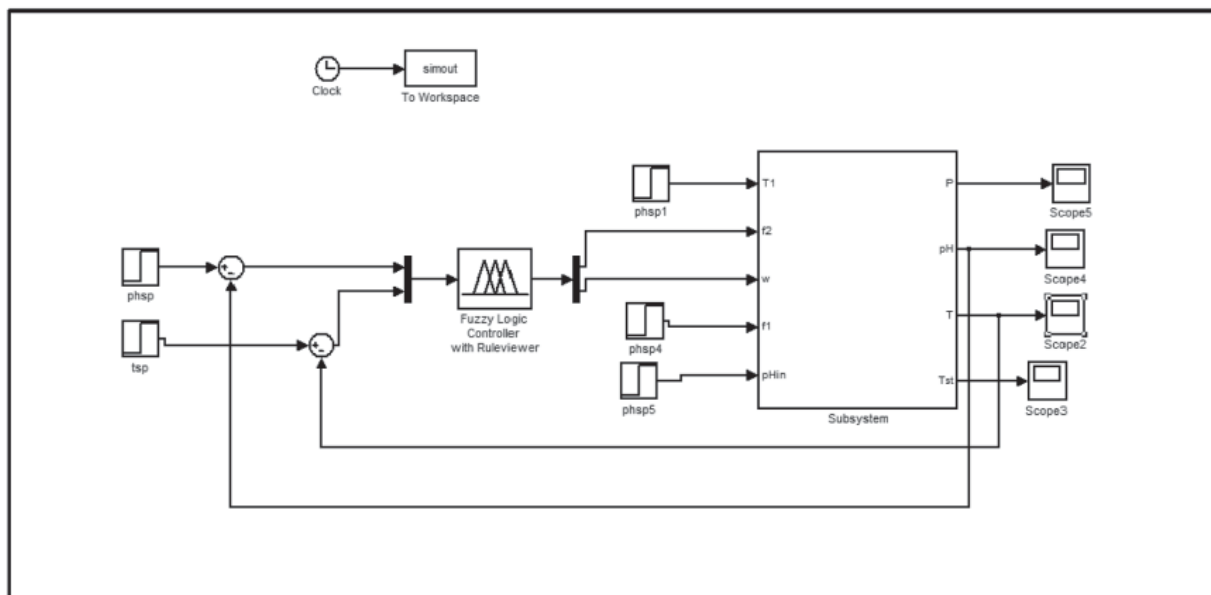 simout
Clock
To Workspace
T1
P
phsp1
Scope5
f2
pH
phsp
Scope4
w
Fuzzy Logic
Controller
with Ruleviewer
tsp
phsp4
f1
T
Scope2
phsp5
pHin
Tst
Scope3
Subsystem